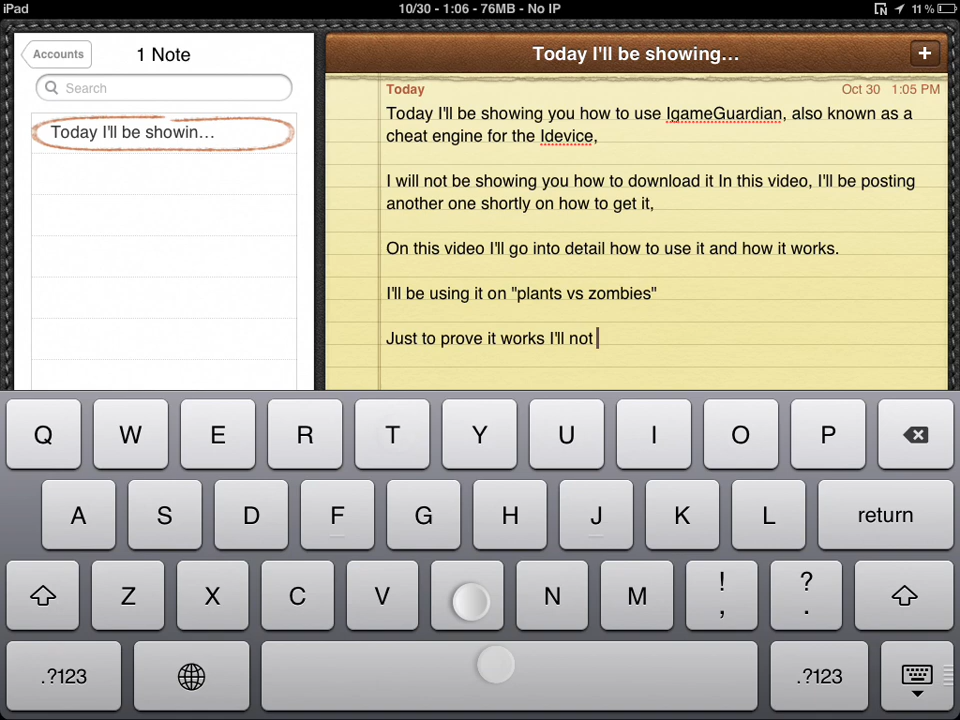 iPad 10/30 - 1:06 - 76MB - No IP 11 %
Accounts 1 Note Today I'll be showing… +
Search
Today Oct 30 1:05 PM
Today I'll be showin…
Today I'll be showing you how to use IgameGuardian, also known as a
cheat engine for the Idevice,
I will not be showing you how to download it In this video, I'll be posting
another one shortly on how to get it,
On this video I'll go into detail how to use it and how it works.
I'll be using it on "plants vs zombies"
Just to prove it works I'll not
Q W E R T Y U I O P
A S D F G H J K L return
Z X C V N M ! , ? .
.?123 .?123